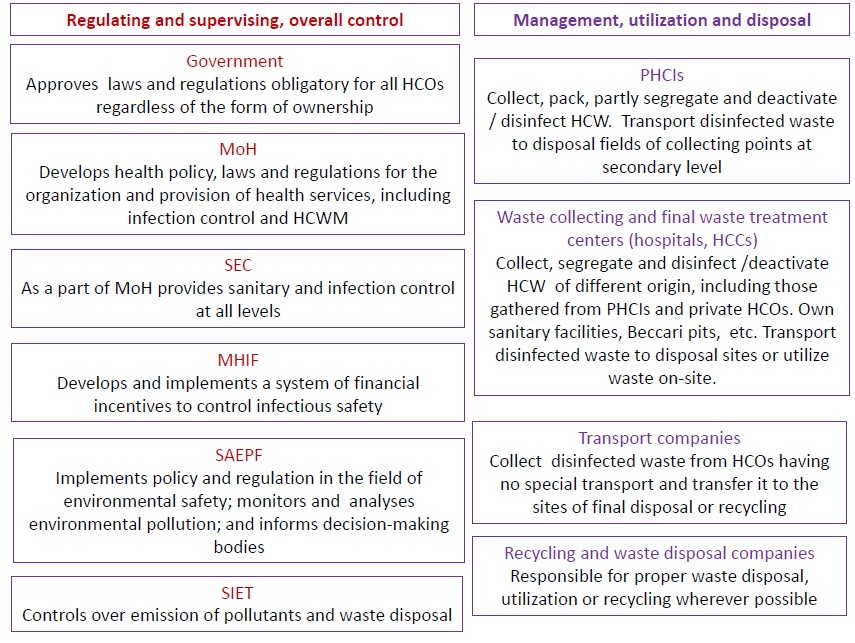 Regulating and supervising, overall control
Government
Approves laws and regulations obligatory for all HCOs
regardless of the form of ownership
MoH
Develops health policy, laws and regulations for the
organization and provision of health services, including
infection control and HCWM
SEC
As a part of MoH provides sanitary and infection control
at all levels
MHIF
Develops and implements a system of financial
incentives to control infectious safety
SAEPF
Implements policy and regulation in the field of
environmental safety; monitors and analyses
environmental pollution; and informs decision-making
bodies
SIET
Controls over emission of pollutants and waste disposal
Management, utilization and disposal
PHCIs
Collect, pack, partly segregate and deactivate
/ disinfect HCW. Transport disinfected waste
to disposal fields of collecting points at
secondary level
Waste collecting and final waste treatment
centers (hospitals, HCCs)
Collect, segregate and disinfect /deactivate
HCW of different origin, including those
gathered from PHCIs and private HCOs. Own
sanitary facilities, Beccari pits, etc. Transport
disinfected waste to disposal sites or utilize
waste on-site.
Transport companies
Collect disinfected waste from HCOs having
no special transport and transfer it to the
sites of final disposal or recycling
Recycling and waste disposal companies
Responsible for proper waste disposal,
utilization or recycling wherever possible